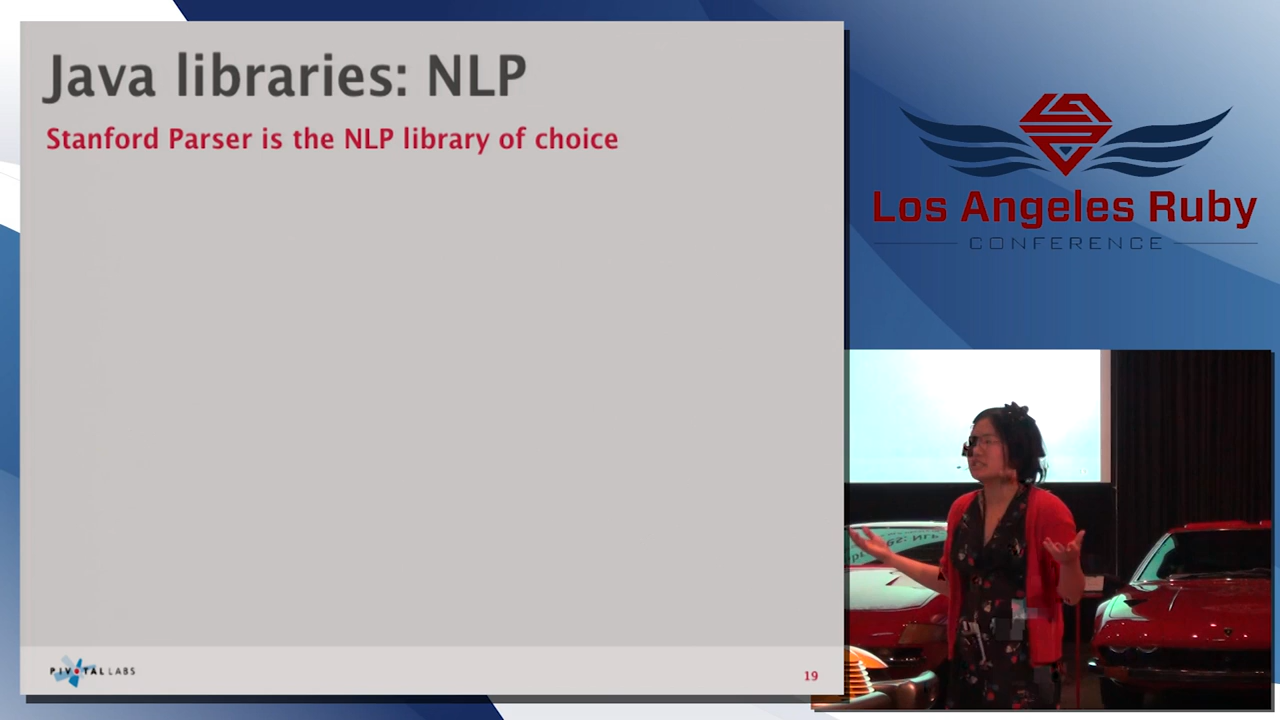 Java libraries: NLP
Stanford Parser is the NLP library of choice
PIVOTAL LABS
19
Los Angeles Ruby
CONFERENCE